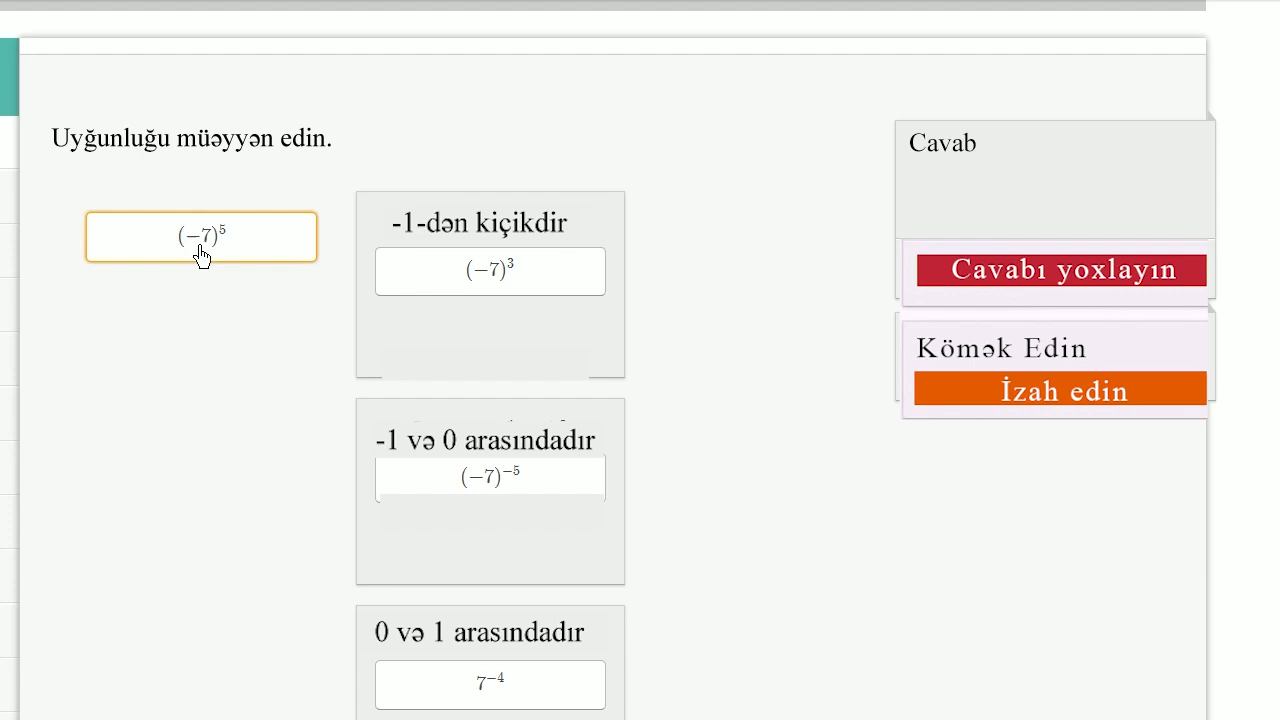 Uyğunluğu müəyyən edin.
(−7)⁵
-1-dən kiçikdir
(−7)³
-1 və 0 arasındadır
(−7)⁻⁵
0 və 1 arasındadır
7⁻⁴
Cavab
Cavabı yoxlayın
Kömək Edin
İzah edin